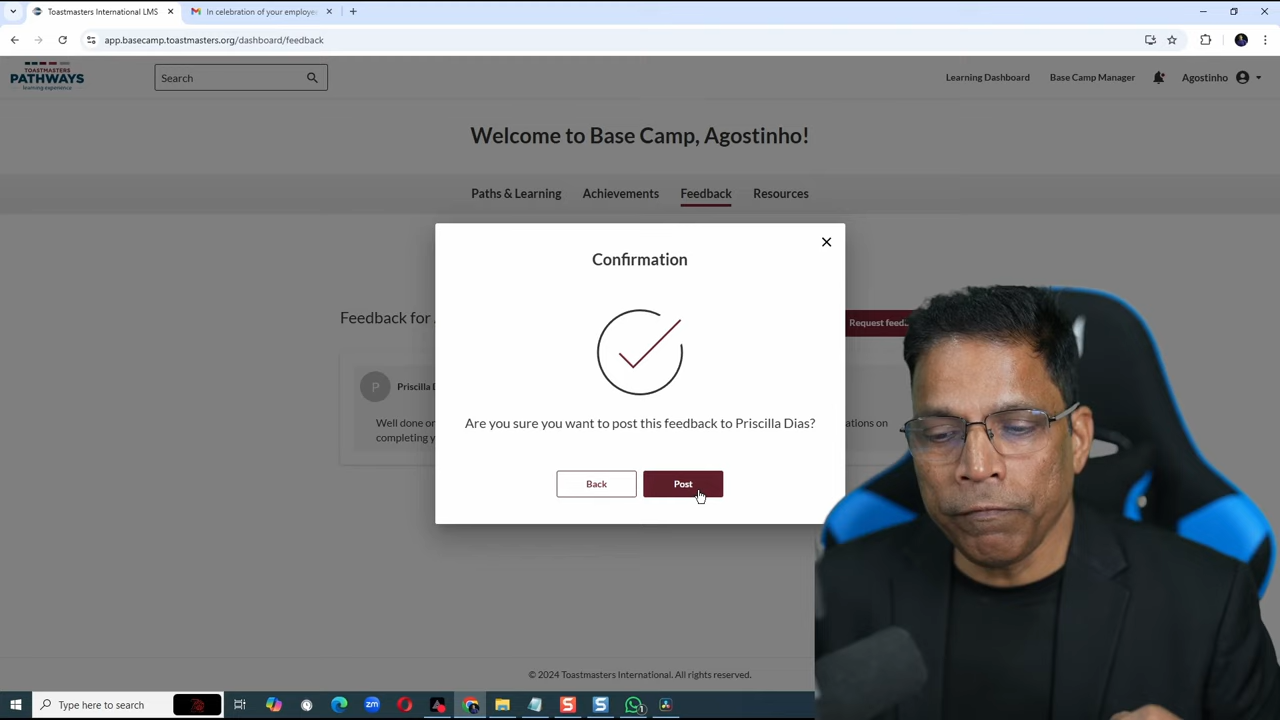 Toastmasters International LMS
In celebration of your employee
app.basecamp.toastmasters.org/dashboard/feedback
TOASTMASTERS
PATHWAYS
learning experience
Search
Learning Dashboard
Base Camp Manager
Agostinho
Welcome to Base Camp, Agostinho!
Paths & Learning
Achievements
Feedback
Resources
Confirmation
Feedback for
Request feed
P
Priscilla
Well done
completing
ations on
Are you sure you want to post this feedback to Priscilla Dias?
Back
Post
© 2024 Toastmasters International. All rights reserved.
Type here to search